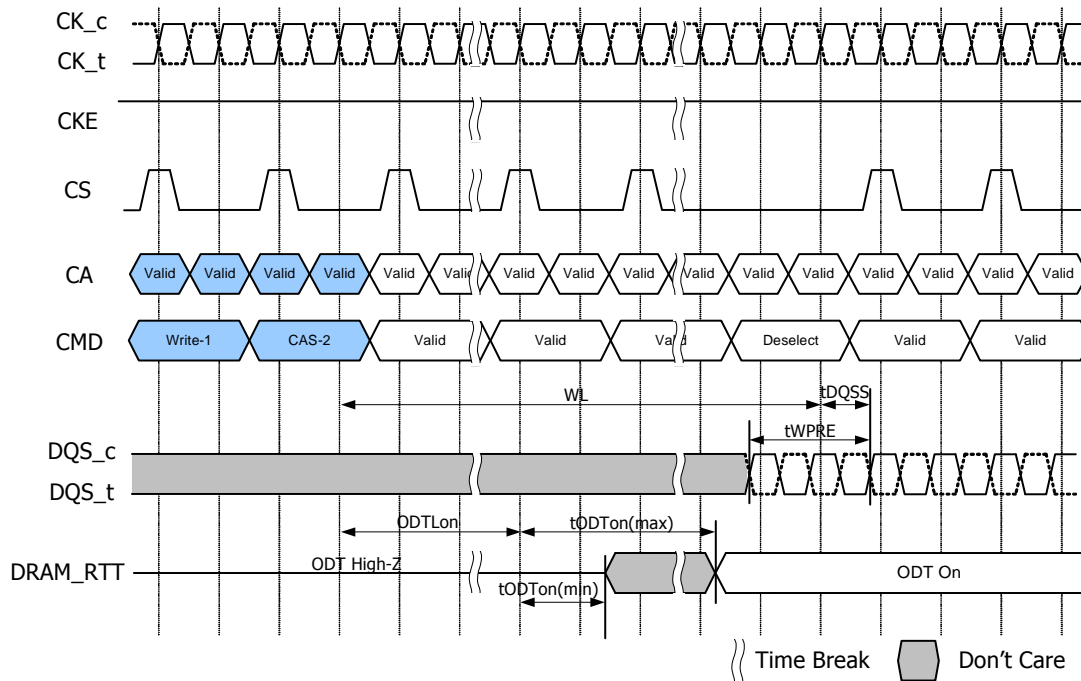 CK_c
CK_t
CKE
CS
CA Valid Valid Valid Valid Valid Valid Valid Valid Valid Valid Valid Valid Valid Valid Valid Valid
CMD Write-1 CAS-2 Valid Valid Valid Deselect Valid Valid
WL tDQSS
tWPRE
DQS_c
DQS_t
ODTLon tODTon(max)
DRAM_RTT ODT High-Z ODT On
tODTon(min)
Time Break Don't Care